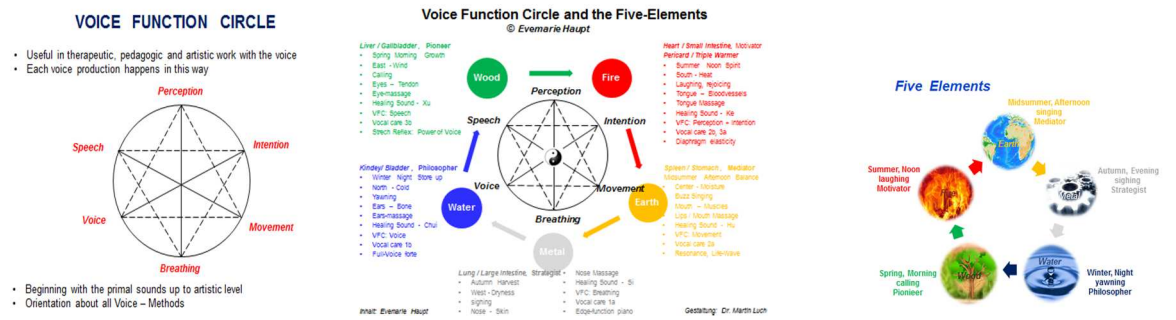 VOICE FUNCTION CIRCLE
• Useful in therapeutic, pedagogic and artistic work with the voice
• Each voice production happens in this way
Perception
Speech
Intention
Voice
Movement
Breathing
• Beginning with the primal sounds up to artistic level
• Orientation about all Voice – Methods
Voice Function Circle and the Five-Elements
© Evemarie Haupt
Liver / Gallbladder, Pioneer
• Spring Morning Growth
• East - Wind
• Calling
• Eyes – Tendon
• Eye-massage
• Healing Sound - Xu
• VFC: Speech
• Vocal care 3b
• Strech Reflex: Power of Voice
Wood
Fire
Heart / Small Intestine, Motivator
Pericard / Triple Warmer
• Summer Noon Spirit
• South - Heat
• Laughing, rejoicing
• Tongue – Bloodvessels
• Tongue Massage
• Healing Sound - Ke
• VFC: Perception – Intention
• Vocal care 2b, 3a
• Diaphragm elasticity
Perception
Speech
Intention
Voice
Movement
Breathing
Kindey/ Bladder, Philosopher
• Winter Night Store up
• North - Cold
• Yawning
• Ears – Bone
• Ears-massage
• Healing Sound - Chui
• VFC: Voice
• Vocal care 1b
• Full-Voice forte
Water
Earth
Spleen / Stomach, Mediator
Midsummer Afternoon Balance
• Center - Moisture
• Buzz Singing
• Mouth – Muscles
• Lips / Mouth Massage
• Healing Sound - Hu
• VFC: Movement
• Vocal care 2a
• Resonance, Life-Wave
Metal
Lung / Large Intestine, Strategist
• Autumn Harvest
• West - Dryness
• sighing
• Nose - Skin
• Nose Massage
• Healing Sound - Si
• VFC: Breathing
• Vocal care 1a
• Edge-function piano
Inhalt: Evemarie Haupt
Gestaltung: Dr. Martin Luch
Five Elements
Midsummer, Afternoon
singing
Mediator
Earth
Summer, Noon
laughing
Motivator
Autumn, Evening
sighing
Strategist
Spring, Morning
calling
Pioneer
Wood
Water
Winter, Night
yawning
Philosopher